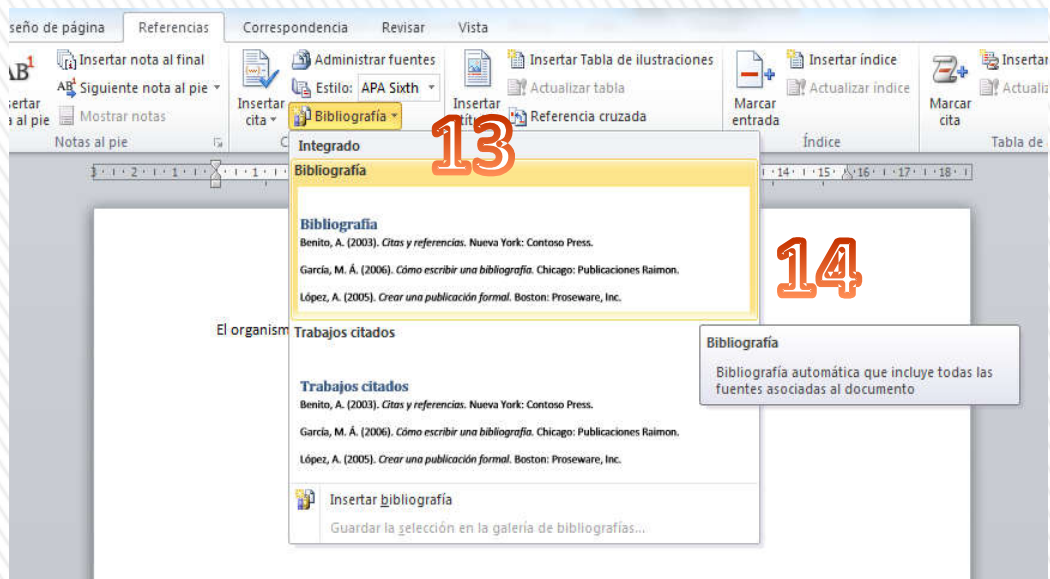 seño de página Referencias Correspondencia Revisar Vista
AB1 Insertar nota al final
AB Siguiente nota al pie
Mostrar notas
Notas al pie
Insertar cita
Administrar fuentes
Estilo: APA Sixth
Bibliografía
Insertar
Insertar Tabla de ilustraciones
Actualizar tabla
Referencia cruzada
Marcar entrada
Insertar índice
Actualizar índice
Índice
Marcar cita
Insertar
Actualiz
Tabla de
13
Integrado
Bibliografía
Bibliografía
Benito, A. (2003). Citas y referencias. Nueva York: Contoso Press.
García, M. Á. (2006). Cómo escribir una bibliografía. Chicago: Publicaciones Raimon.
López, A. (2005). Crear una publicación formal. Boston: Proseware, Inc.
14
El organism
Trabajos citados
Bibliografía
Bibliografía automática que incluye todas las
fuentes asociadas al documento
Trabajos citados
Benito, A. (2003). Citas y referencias. Nueva York: Contoso Press.
García, M. Á. (2006). Cómo escribir una bibliografía. Chicago: Publicaciones Raimon.
López, A. (2005). Crear una publicación formal. Boston: Proseware, Inc.
Insertar bibliografía
Guardar la selección en la galería de bibliografías...